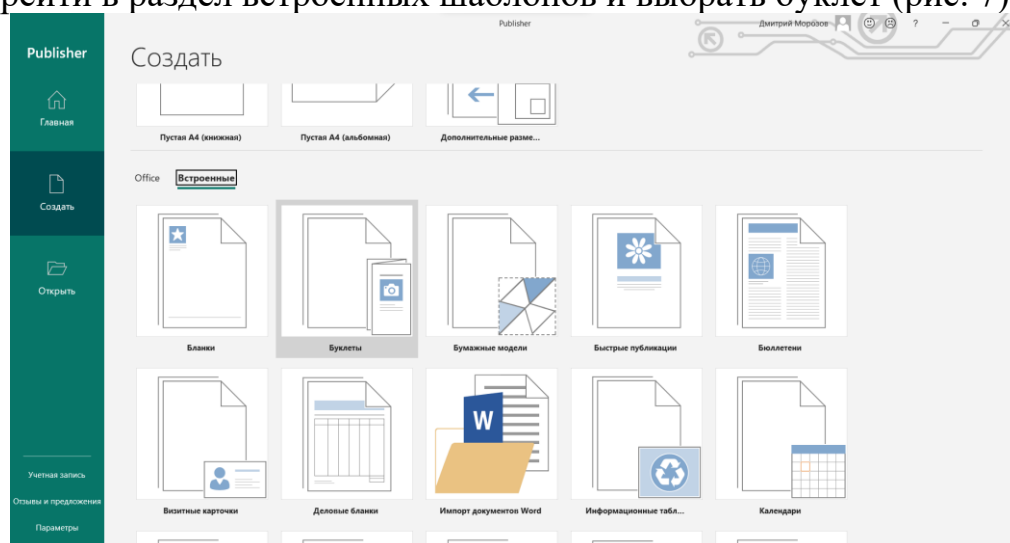 рейти в раздел встроенных шаблонов и выбрать буклет (рис. 7)
Publisher
Дмитрий Морозов
?
Publisher
Создать
Главная
Создать
Открыть
Учетная запись
Отзывы и предложения
Параметры
Пустая A4 (книжная)
Пустая A4 (альбомная)
Дополнительные разме...
Office
Встроенные
Бланки
Буклеты
Бумажные модели
Быстрые публикации
Бюллетени
W
Визитные карточки
Деловые бланки
Импорт документов Word
Информационные табл...
Календари